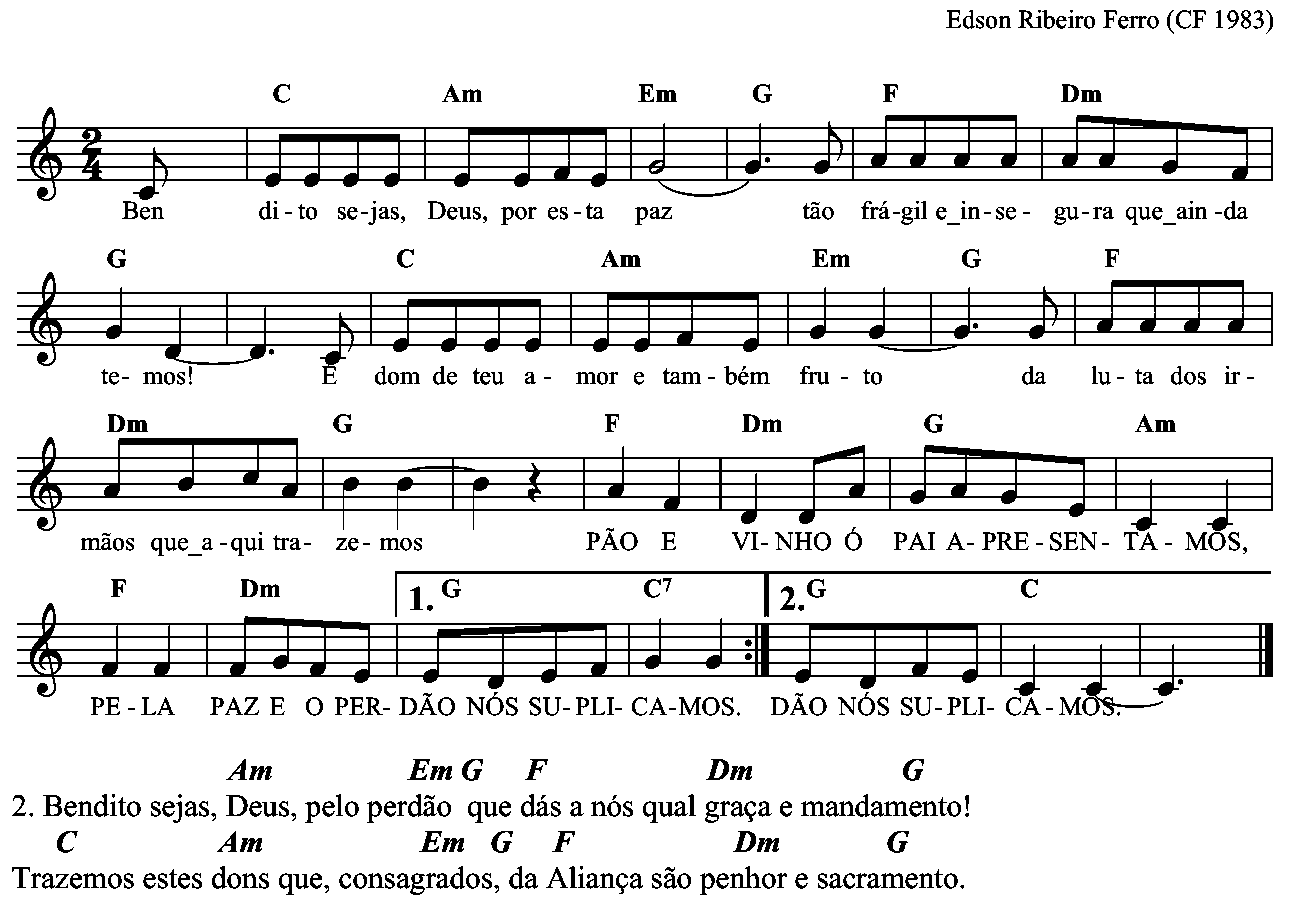 Edson Ribeiro Ferro (CF 1983)
C Am Em G F Dm
2
4
Ben di-to se-jas, Deus, por es-ta paz tão frá-gil e_in-se- gu-ra que_ain-da
G C Am Em G F
te- mos! É dom de teu a- mor e tam-bém fru-to da lu-ta dos ir-
Dm G F Dm G Am
mãos que_a-qui tra- ze-mos PÃO E VI-NHO Ó PAI A-PRE-SEN-TA-MOS,
F Dm 1. G C7 2. G C
PE-LA PAZ E O PER-DÃO NÓS SU-PLI-CA-MOS. DÃO NÓS SU-PLI-CA-MOS.
Am Em G F Dm G
2. Bendito sejas, Deus, pelo perdão que dás a nós qual graça e mandamento!
C Am Em G F Dm G
Trazemos estes dons que, consagrados, da Aliança são penhor e sacramento.